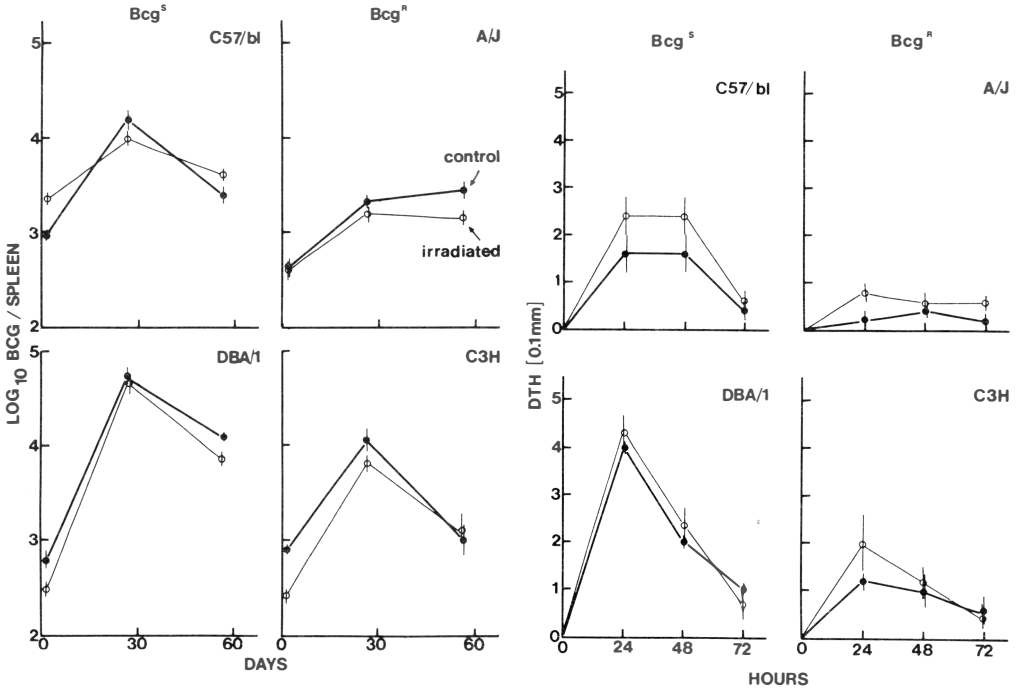 Bcg^S
Bcg^R
C57/bl
A/J
5
4
3
2
control
irradiated
DBA/1
C3H
5
4
3
2
0
30
60
0
30
60
DAYS
LOG10 BCG / SPLEEN
Bcg^S
Bcg^R
C57/bl
A/J
5
4
3
2
1
0
DBA/1
C3H
5
4
3
2
1
0
0
24
48
72
0
24
48
72
HOURS
DTH [0.1mm]